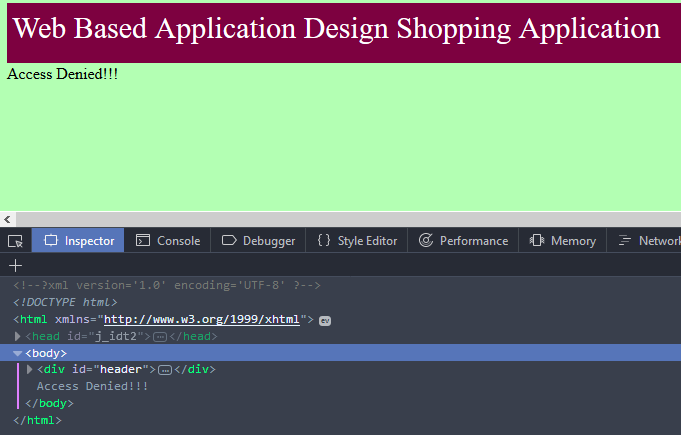 Web Based Application Design Shopping Application
Access Denied!!!
Inspector Console Debugger {} Style Editor Performance Memory Network
<!--?xml version='1.0' encoding='UTF-8' ?-->
<!DOCTYPE html>
<html xmlns="http://www.w3.org/1999/xhtml"> ev
<head id="j_idt2">…</head>
<body>
<div id="header">…</div>
Access Denied!!!
</body>
</html>